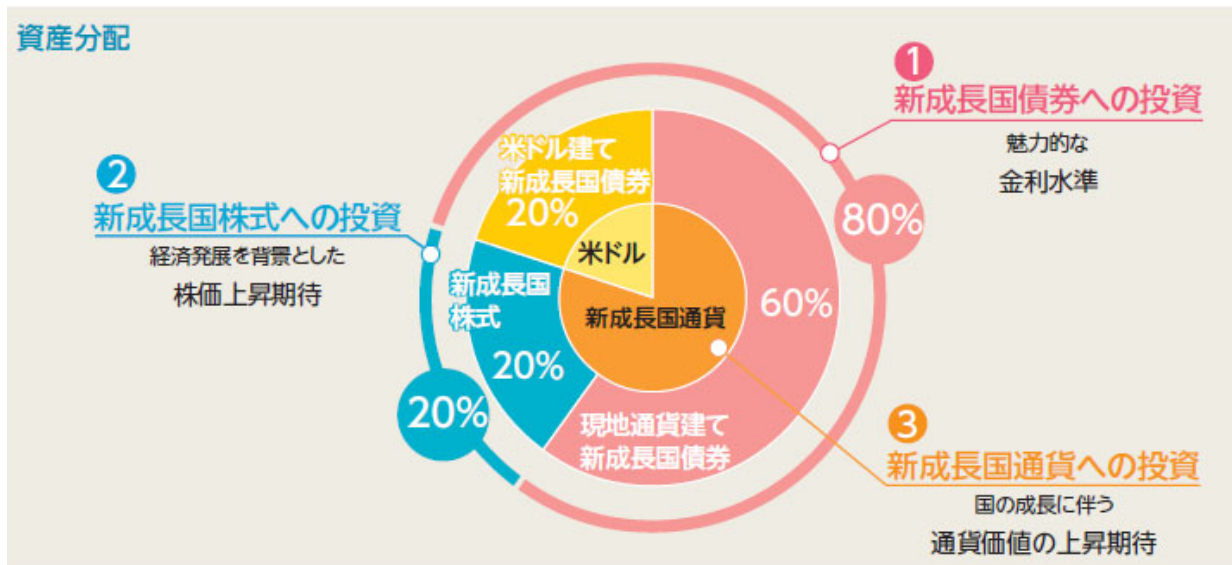 資産分配
❶
新成長国債券への投資
魅力的な
金利水準
80%
❷
新成長国株式への投資
経済発展を背景とした
株価上昇期待
20%
米ドル建て
新成長国債券
20%
米ドル
新成長国
株式
20%
新成長国通貨
60%
現地通貨建て
新成長国債券
❸
新成長国通貨への投資
国の成長に伴う
通貨価値の上昇期待